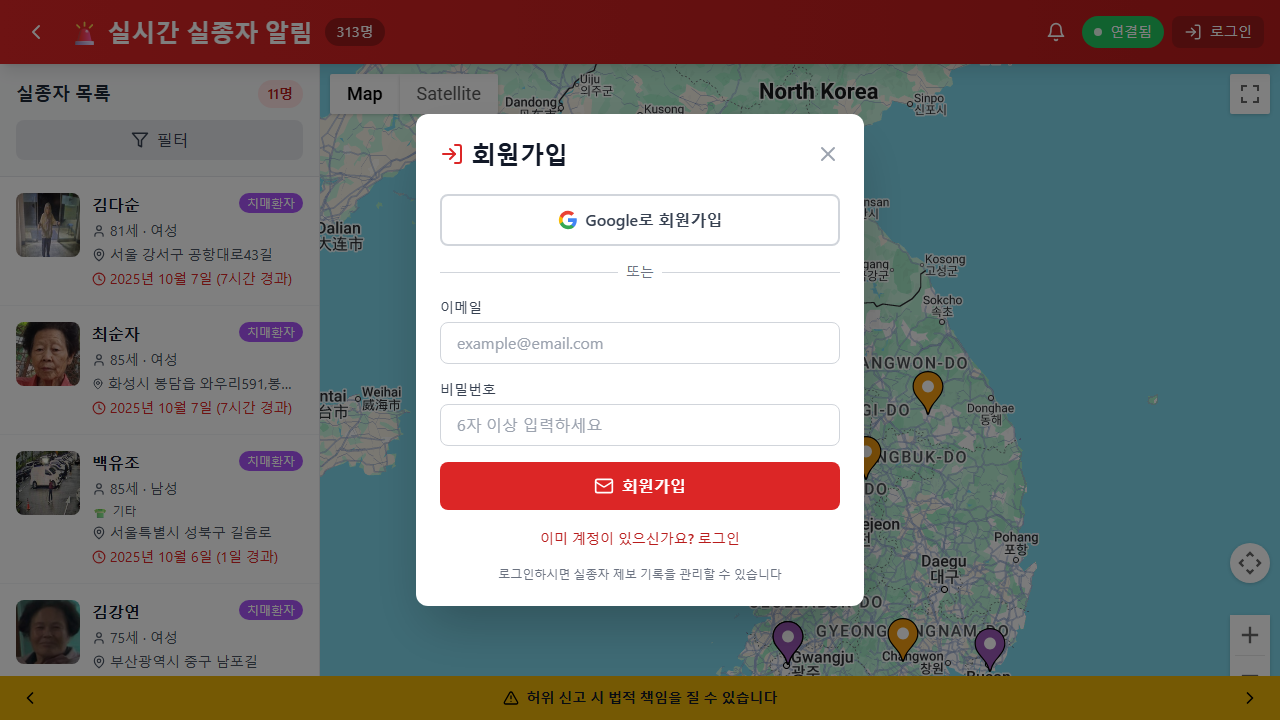 실시간 실종자 알림
313명
연결됨
로그인
실종자 목록
11명
필터
김다순
치매환자
81세 · 여성
서울 강서구 공항대로43길
2025년 10월 7일 (7시간 경과)
최순자
치매환자
85세 · 여성
화성시 봉담읍 와우리591,봉...
2025년 10월 7일 (7시간 경과)
백유조
치매환자
85세 · 남성
기타
서울특별시 성북구 길음로
2025년 10월 6일 (1일 경과)
김강연
치매환자
75세 · 여성
부산광역시 중구 남포길
Map
Satellite
North Korea
Uiju
의주군
Dandong
Kusong
Sinpo
신포시
Dalian
大连市
Weihai
威海市
Kosong
고성군
Sokcho
속초
Donghae
동해
Pohang
포항
Daegu
대구
Gwangju
광주
Changwon
창원
회원가입
Google로 회원가입
또는
이메일
example@email.com
비밀번호
6자 이상 입력하세요
회원가입
이미 계정이 있으신가요? 로그인
로그인하시면 실종자 제보 기록을 관리할 수 있습니다
허위 신고 시 법적 책임을 질 수 있습니다